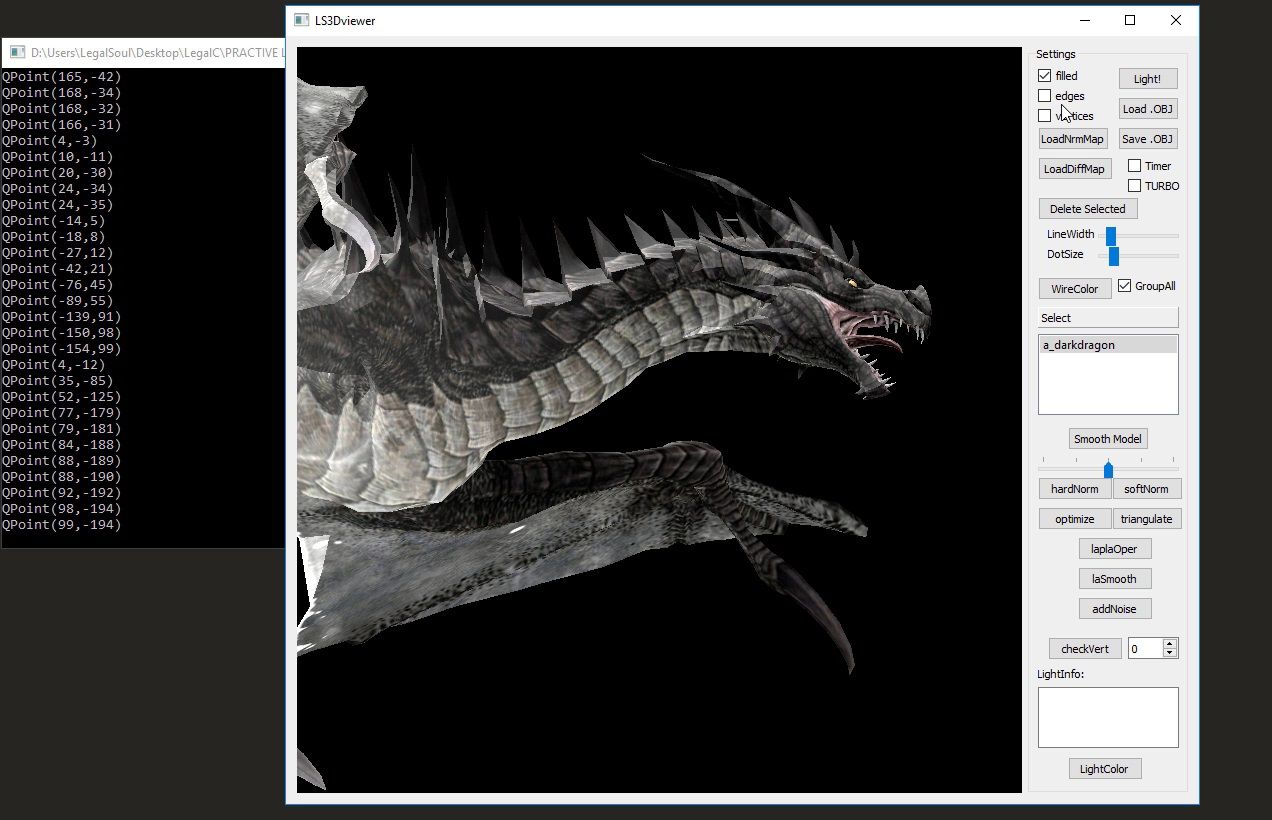 D:\Users\LegalSoul\Desktop\LegalC\PRACTIVE
QPoint(165,-42)
QPoint(168,-34)
QPoint(168,-32)
QPoint(166,-31)
QPoint(4,-3)
QPoint(10,-11)
QPoint(20,-30)
QPoint(24,-34)
QPoint(24,-35)
QPoint(-14,5)
QPoint(-18,8)
QPoint(-27,12)
QPoint(-42,21)
QPoint(-76,45)
QPoint(-89,55)
QPoint(-139,91)
QPoint(-150,98)
QPoint(-154,99)
QPoint(4,-12)
QPoint(35,-85)
QPoint(52,-125)
QPoint(77,-179)
QPoint(79,-181)
QPoint(84,-188)
QPoint(88,-189)
QPoint(88,-190)
QPoint(92,-192)
QPoint(98,-194)
QPoint(99,-194)
LS3Dviewer
Settings
filled
Light!
edges
Load .OBJ
LoadNrmMap
Save .OBJ
LoadDiffMap
Timer
TURBO
Delete Selected
LineWidth
DotSize
WireColor
GroupAll
Select
a_darkdragon
Smooth Model
hardNorm
softNorm
optimize
triangulate
laplaOper
laSmooth
addNoise
checkVert
0
LightInfo:
LightColor